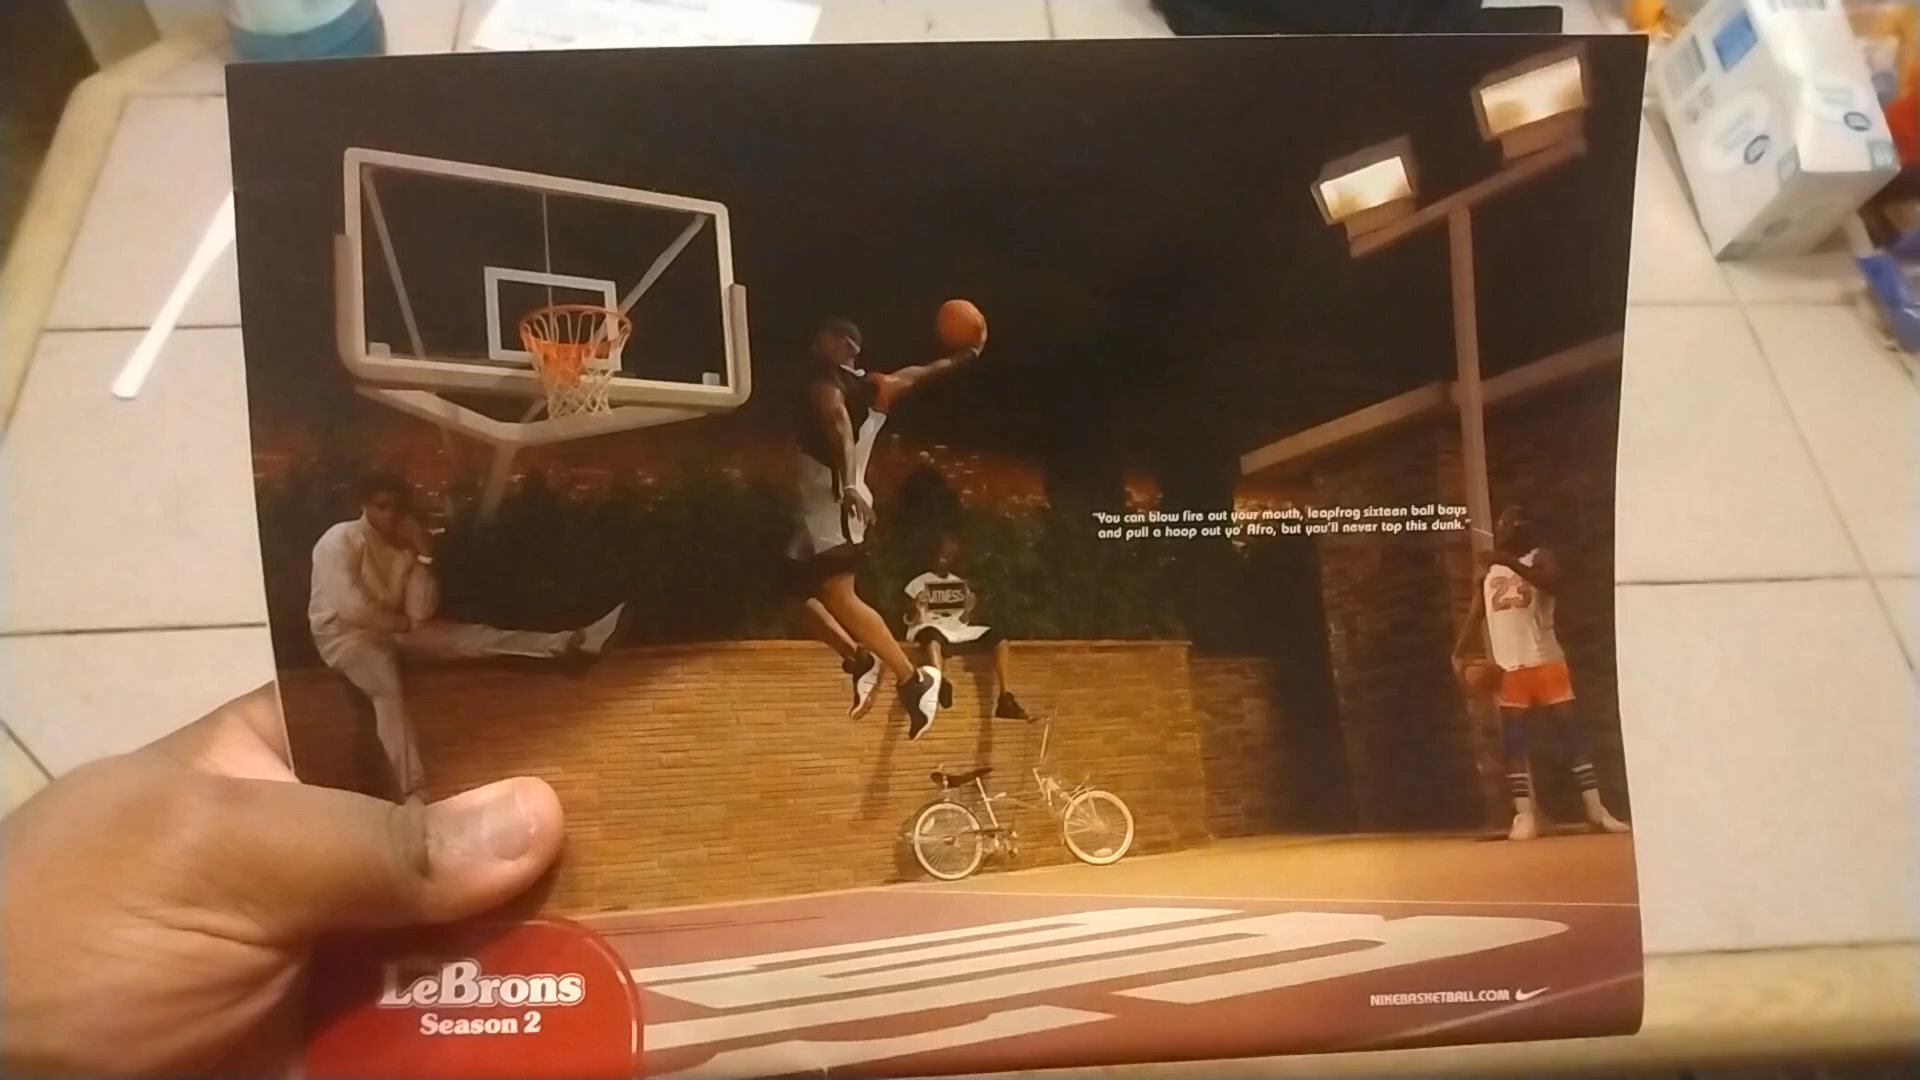 "You can blow fire out your mouth, leapfrog sixteen ball boys
and pull a hoop out yo' Afro, but you'll never top this dunk."
WITNESS
23
LeBrons
Season 2
NIKEBASKETBALL.COM